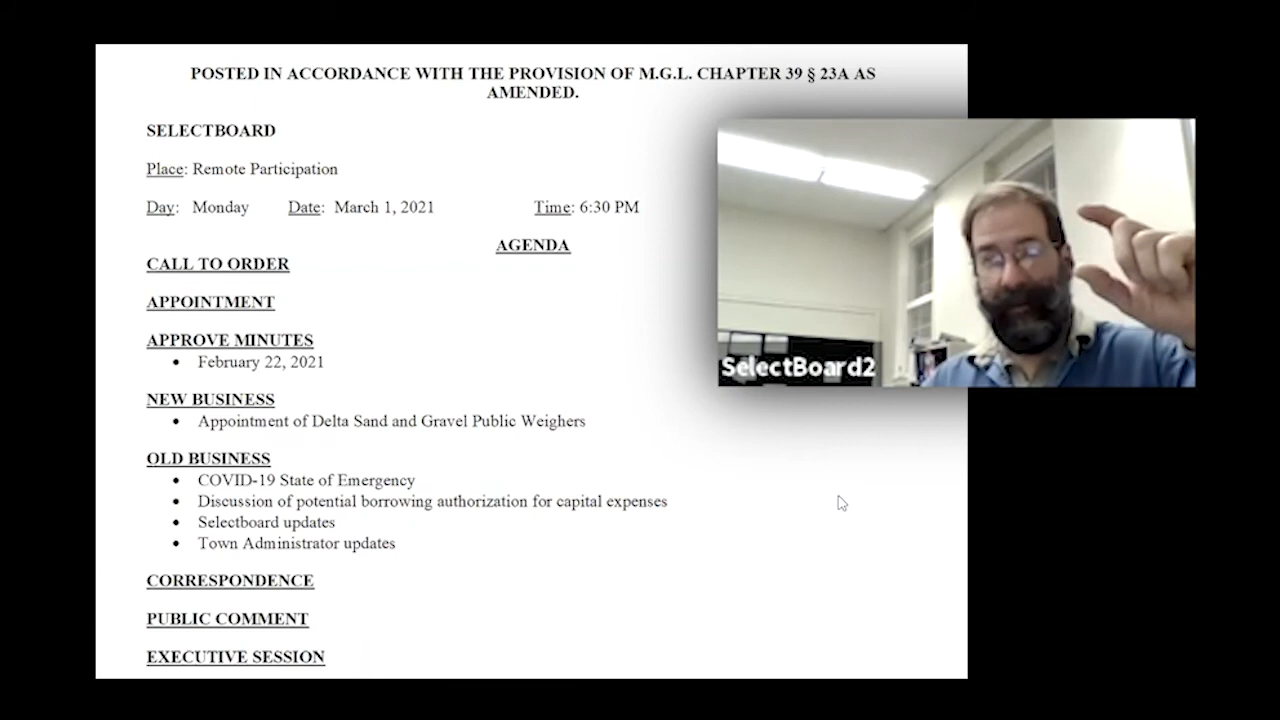 POSTED IN ACCORDANCE WITH THE PROVISION OF M.G.L. CHAPTER 39 § 23A AS
AMENDED.
SELECTBOARD
Place: Remote Participation
Day: Monday Date: March 1, 2021 Time: 6:30 PM
AGENDA
CALL TO ORDER
APPOINTMENT
APPROVE MINUTES
• February 22, 2021
NEW BUSINESS
• Appointment of Delta Sand and Gravel Public Weighers
OLD BUSINESS
• COVID-19 State of Emergency
• Discussion of potential borrowing authorization for capital expenses
• Selectboard updates
• Town Administrator updates
CORRESPONDENCE
PUBLIC COMMENT
EXECUTIVE SESSION
SelectBoard2